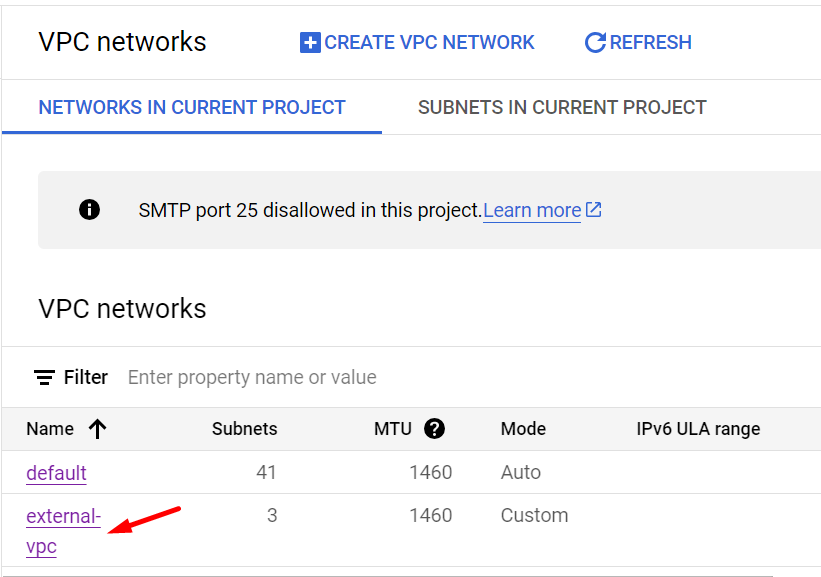 VPC networks CREATE VPC NETWORK REFRESH
NETWORKS IN CURRENT PROJECT SUBNETS IN CURRENT PROJECT
SMTP port 25 disallowed in this project. Learn more
VPC networks
Filter Enter property name or value
Name Subnets MTU Mode IPv6 ULA range
default 41 1460 Auto
external- 3 1460 Custom
vpc